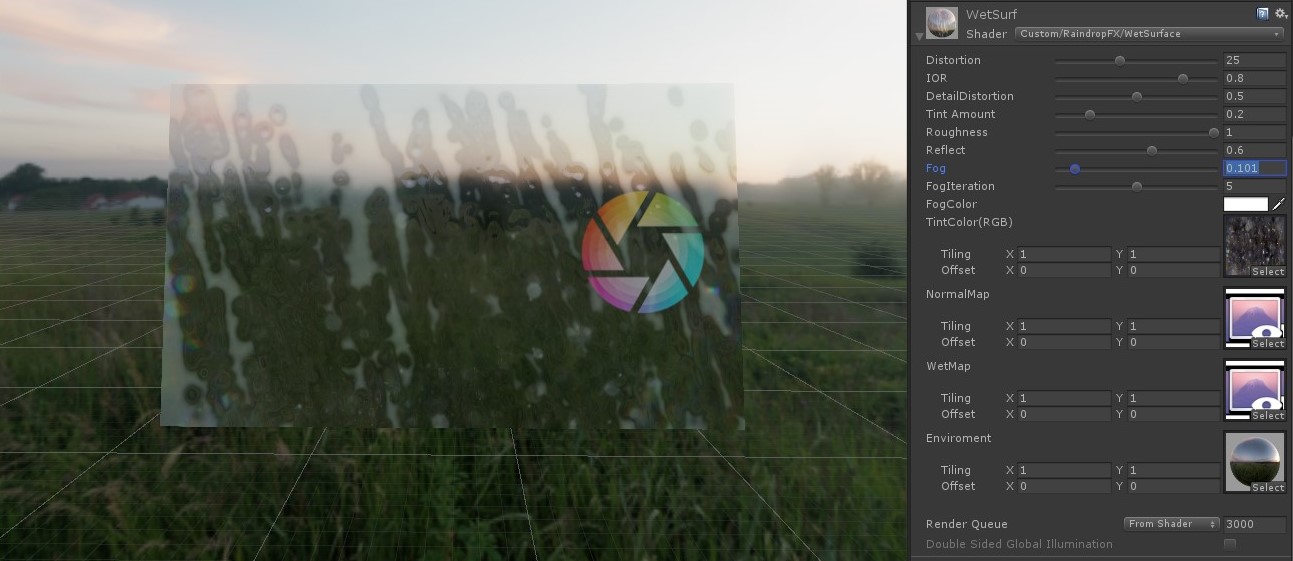 WetSurf
Shader Custom/RaindropFX/WetSurface
Distortion 25
IOR 0.8
DetailDistortion 0.5
Tint Amount 0.2
Roughness 1
Reflect 0.6
Fog 0.101
FogIteration 5
FogColor
TintColor(RGB)
Tiling X 1 Y 1
Offset X 0 Y 0
Select
NormalMap
Tiling X 1 Y 1
Offset X 0 Y 0
Select
WetMap
Tiling X 1 Y 1
Offset X 0 Y 0
Select
Enviroment
Tiling X 1 Y 1
Offset X 0 Y 0
Select
Render Queue From Shader 3000
Double Sided Global Illumination